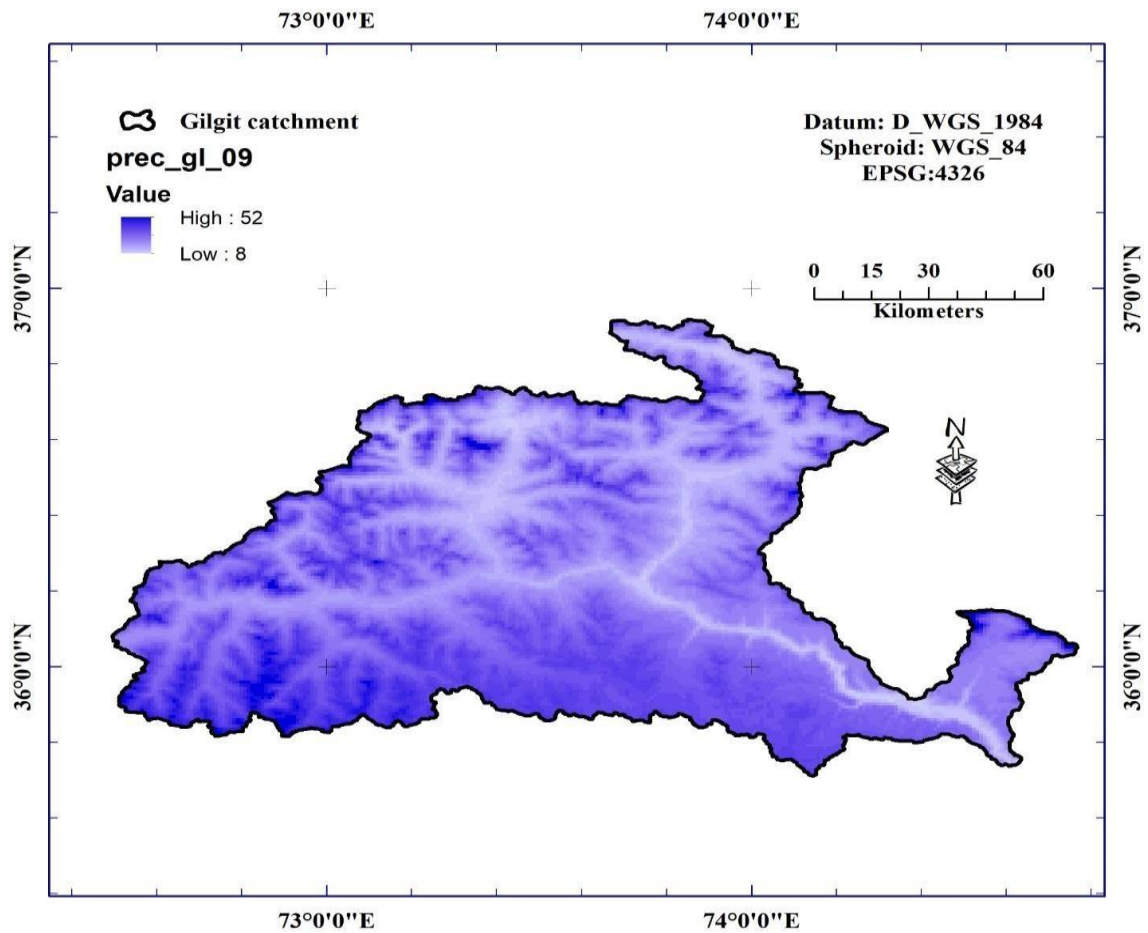 73°0'0"E 74°0'0"E
Gilgit catchment
prec_gl_09
Value
High : 52
Low : 8
Datum: D_WGS_1984
Spheroid: WGS_84
EPSG:4326
0 15 30 60
Kilometers
37°0'0"N 37°0'0"N
N
36°0'0"N 36°0'0"N
73°0'0"E 74°0'0"E